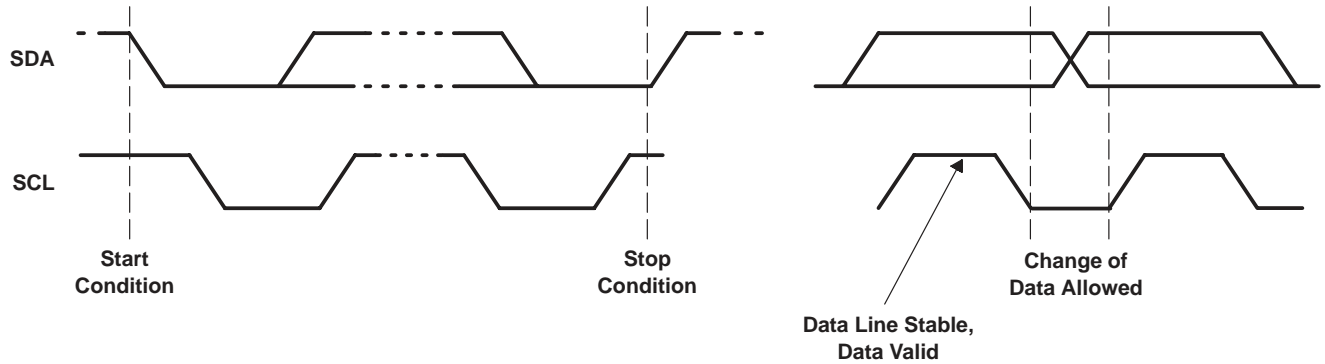 SDA
SCL
Start
Condition
Stop
Condition
Change of
Data Allowed
Data Line Stable,
Data Valid